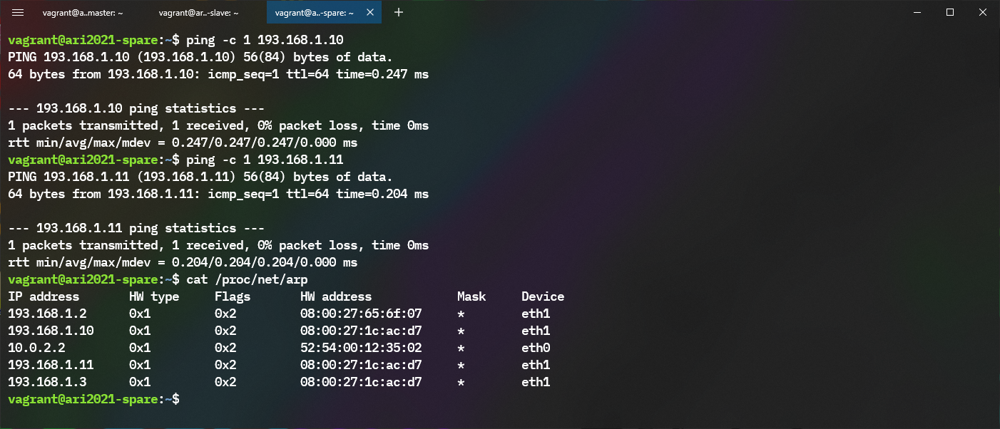 vagrant@a..master: ~ vagrant@ar..-slave: ~ vagrant@a..-spare: ~
vagrant@ari2021-spare:~$ ping -c 1 193.168.1.10
PING 193.168.1.10 (193.168.1.10) 56(84) bytes of data.
64 bytes from 193.168.1.10: icmp_seq=1 ttl=64 time=0.247 ms
--- 193.168.1.10 ping statistics ---
1 packets transmitted, 1 received, 0% packet loss, time 0ms
rtt min/avg/max/mdev = 0.247/0.247/0.247/0.000 ms
vagrant@ari2021-spare:~$ ping -c 1 193.168.1.11
PING 193.168.1.11 (193.168.1.11) 56(84) bytes of data.
64 bytes from 193.168.1.11: icmp_seq=1 ttl=64 time=0.204 ms
--- 193.168.1.11 ping statistics ---
1 packets transmitted, 1 received, 0% packet loss, time 0ms
rtt min/avg/max/mdev = 0.204/0.204/0.204/0.000 ms
vagrant@ari2021-spare:~$ cat /proc/net/arp
IP address HW type Flags HW address Mask Device
193.168.1.2 0x1 0x2 08:00:27:65:6f:07 * eth1
193.168.1.10 0x1 0x2 08:00:27:1c:ac:d7 * eth1
10.0.2.2 0x1 0x2 52:54:00:12:35:02 * eth0
193.168.1.11 0x1 0x2 08:00:27:1c:ac:d7 * eth1
193.168.1.3 0x1 0x2 08:00:27:1c:ac:d7 * eth1
vagrant@ari2021-spare:~$